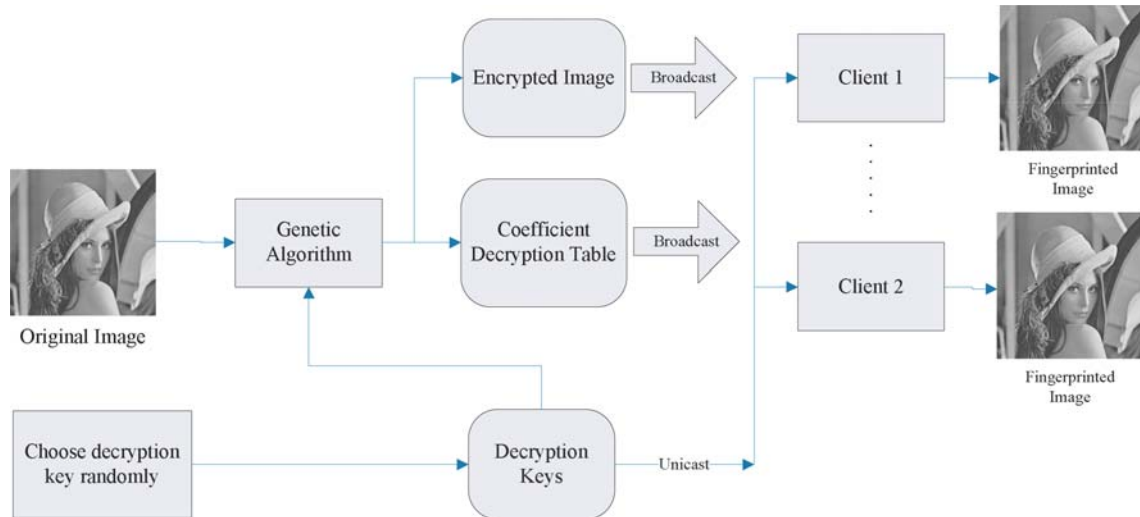 Encrypted Image
Broadcast
Client 1
Fingerprinted
Image
Genetic
Algorithm
Coefficient
Decryption Table
Broadcast
Client 2
Original Image
Fingerprinted
Image
Choose decryption
key randomly
Decryption
Keys
Unicast